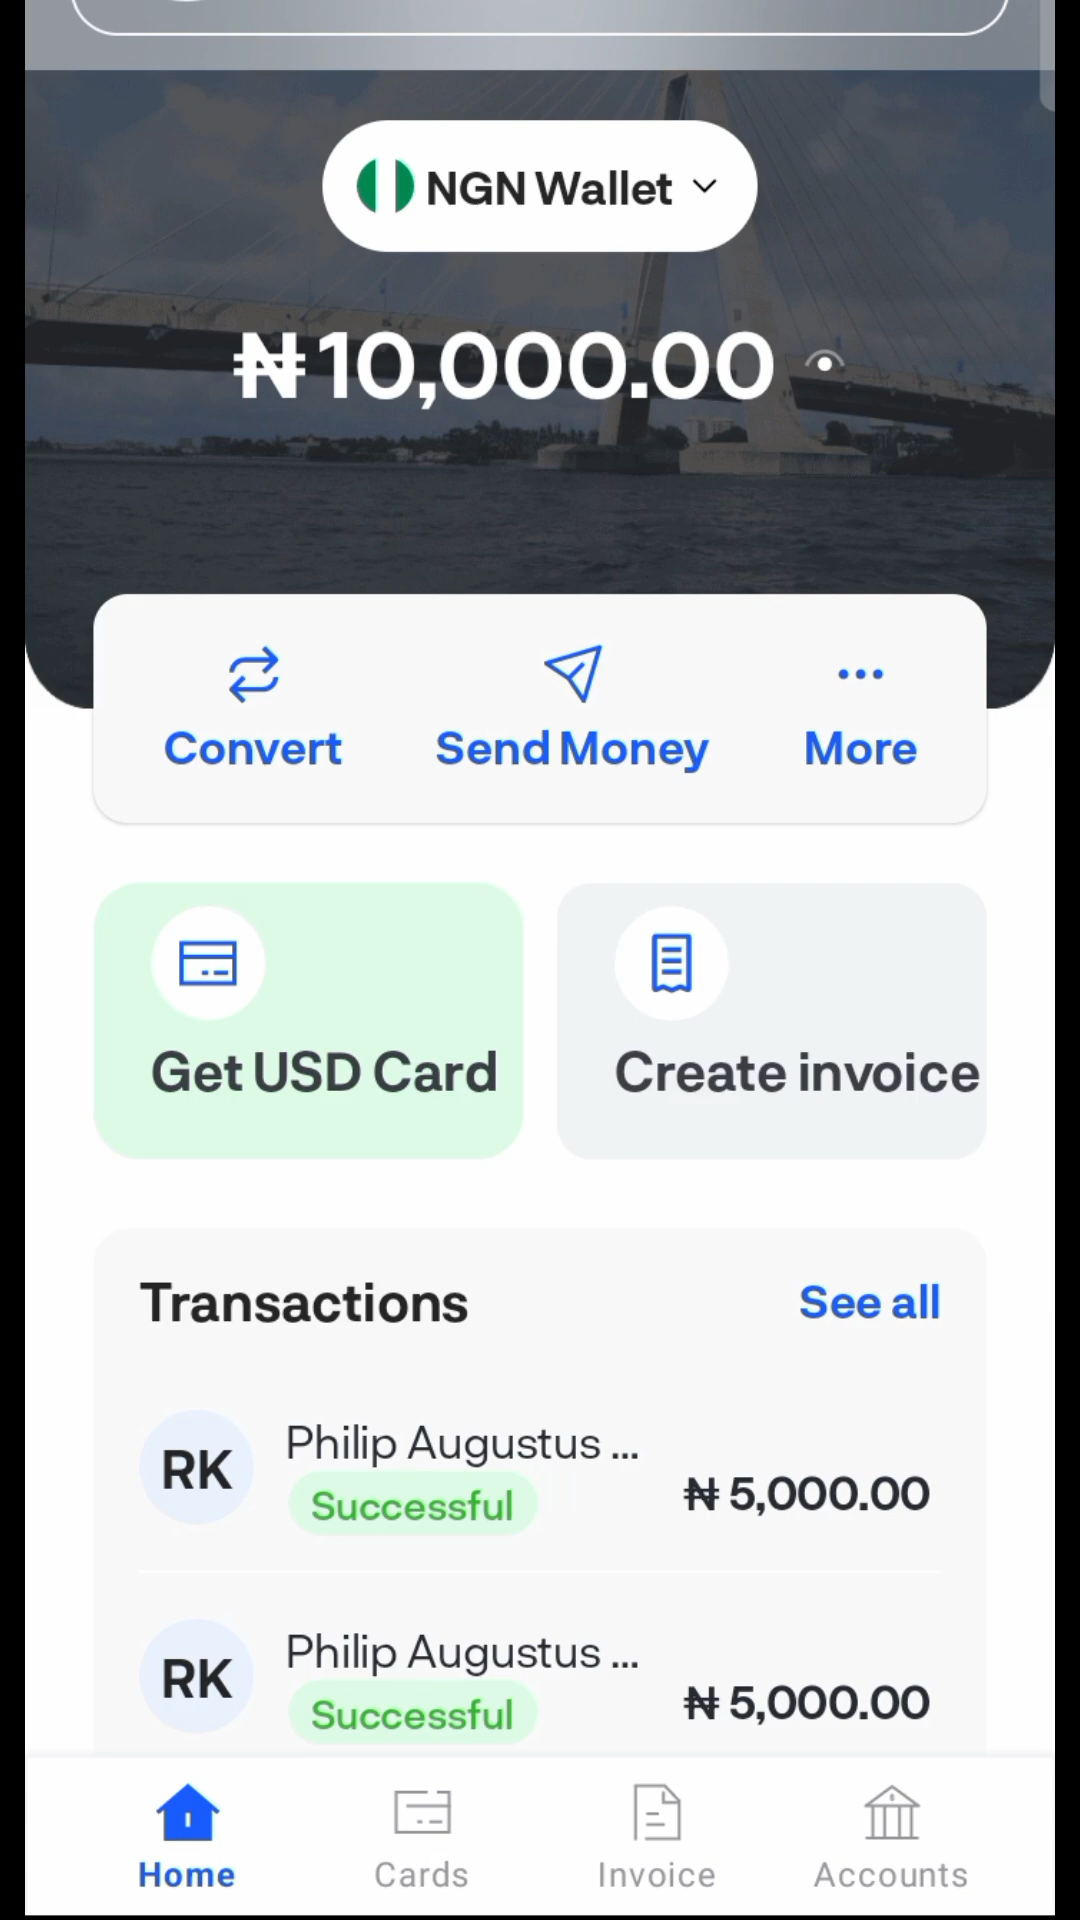 NGN Wallet
₦10,000.00
Convert
Send Money
More
Get USD Card
Create invoice
Transactions
See all
RK
Philip Augustus ...
Successful
₦ 5,000.00
RK
Philip Augustus ...
Successful
₦ 5,000.00
Home
Cards
Invoice
Accounts